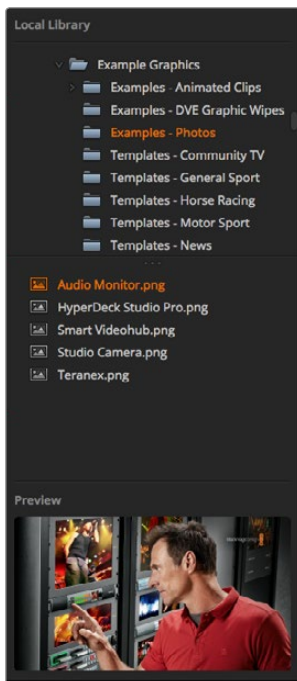 Local Library
Example Graphics
Examples - Animated Clips
Examples - DVE Graphic Wipes
Examples - Photos
Templates - Community TV
Templates - General Sport
Templates - Horse Racing
Templates - Motor Sport
Templates - News
Audio Monitor.png
HyperDeck Studio Pro.png
Smart Videohub.png
Studio Camera.png
Teranex.png
Preview